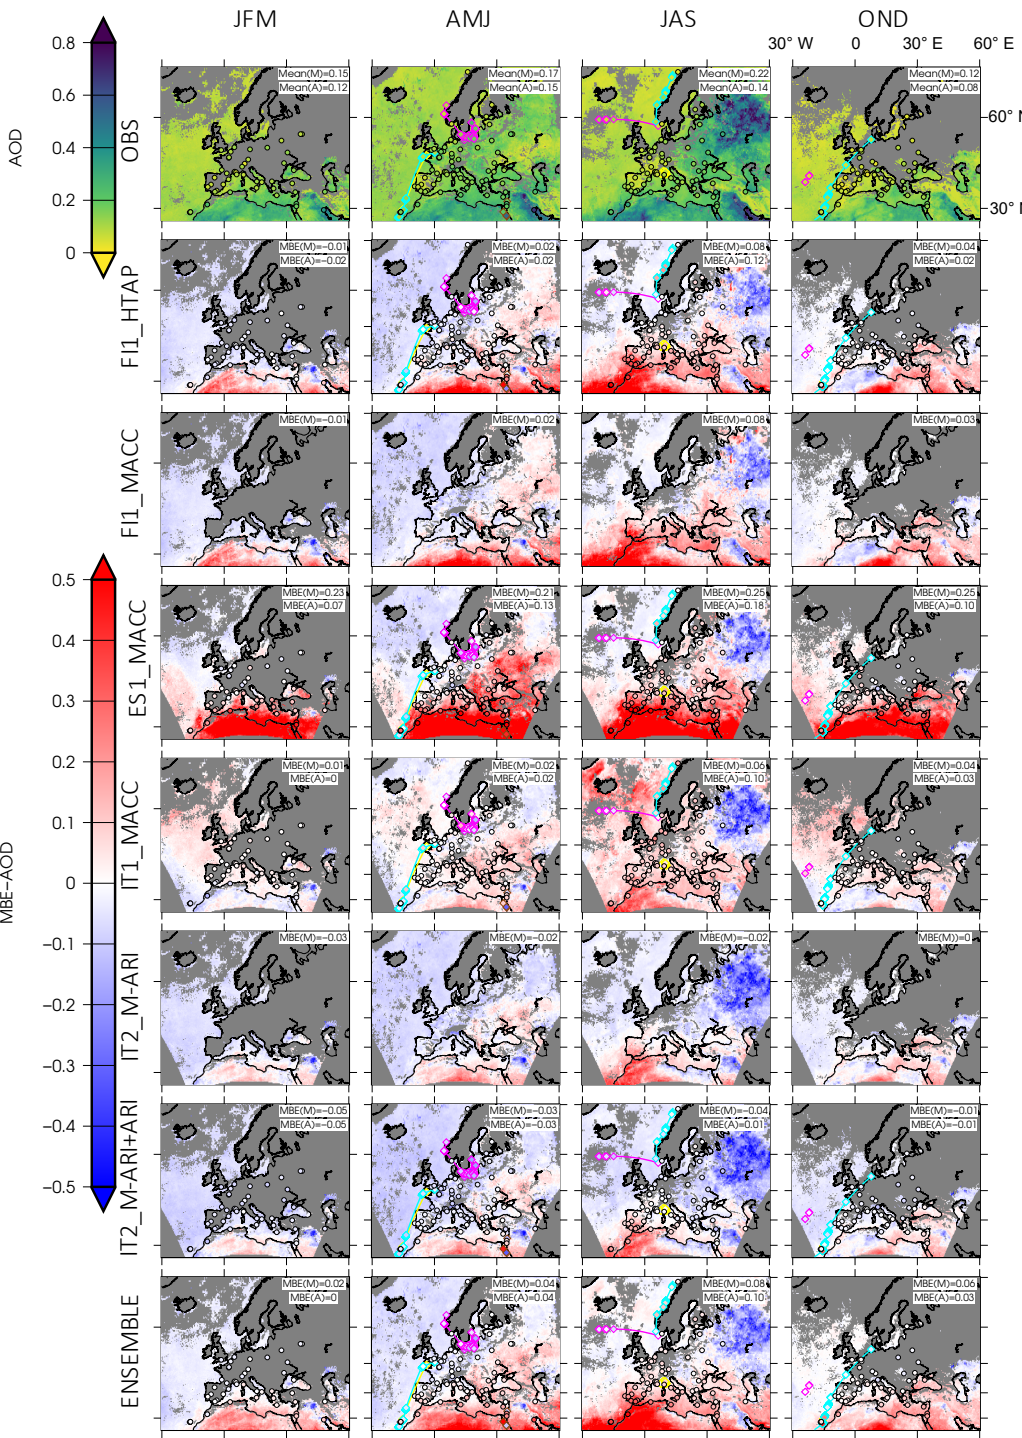 JFM AMJ JAS OND
30° W 0 30° E 60° E
0.8
0.6
0.4
0.2
0
AOD
OBS
Mean(M)=0.15
Mean(A)=0.12
Mean(M)=0.17
Mean(A)=0.15
Mean(M)=0.22
Mean(A)=0.14
Mean(M)=0.12
Mean(A)=0.08
60° N
30° N
FI1_HTAP
MBE(M)=−0.01
MBE(A)=−0.02
MBE(M)=0.02
MBE(A)=0.02
MBE(M)=0.08
MBE(A)=0.12
MBE(M)=0.04
MBE(A)=0.02
FI1_MACC
MBE(M)=−0.01
MBE(M)=0.02
MBE(M)=0.08
MBE(M)=0.03
0.5
0.4
0.3
0.2
0.1
0
−0.1
−0.2
−0.3
−0.4
−0.5
MBE−AOD
ES1_MACC
MBE(M)=0.23
MBE(A)=0.07
MBE(M)=0.21
MBE(A)=0.13
MBE(M)=0.25
MBE(A)=0.18
MBE(M)=0.25
MBE(A)=0.10
IT1_MACC
MBE(M)=0.01
MBE(A)=0
MBE(M)=0.02
MBE(A)=0.02
MBE(M)=0.06
MBE(A)=0.10
MBE(M)=0.04
MBE(A)=0.03
IT2_M-ARI
MBE(M)=−0.03
MBE(M)=−0.02
MBE(M)=−0.02
MBE(M))=0
IT2_M-ARI+ARI
MBE(M)=−0.05
MBE(A)=−0.05
MBE(M)=−0.03
MBE(A)=−0.03
MBE(M)=−0.04
MBE(A)=0.01
MBE(M)=−0.01
MBE(A)=−0.01
ENSEMBLE
MBE(M)=0.02
MBE(A)=0
MBE(M)=0.04
MBE(A)=0.04
MBE(M)=0.08
MBE(A)=0.10
MBE(M)=0.06
MBE(A)=0.03